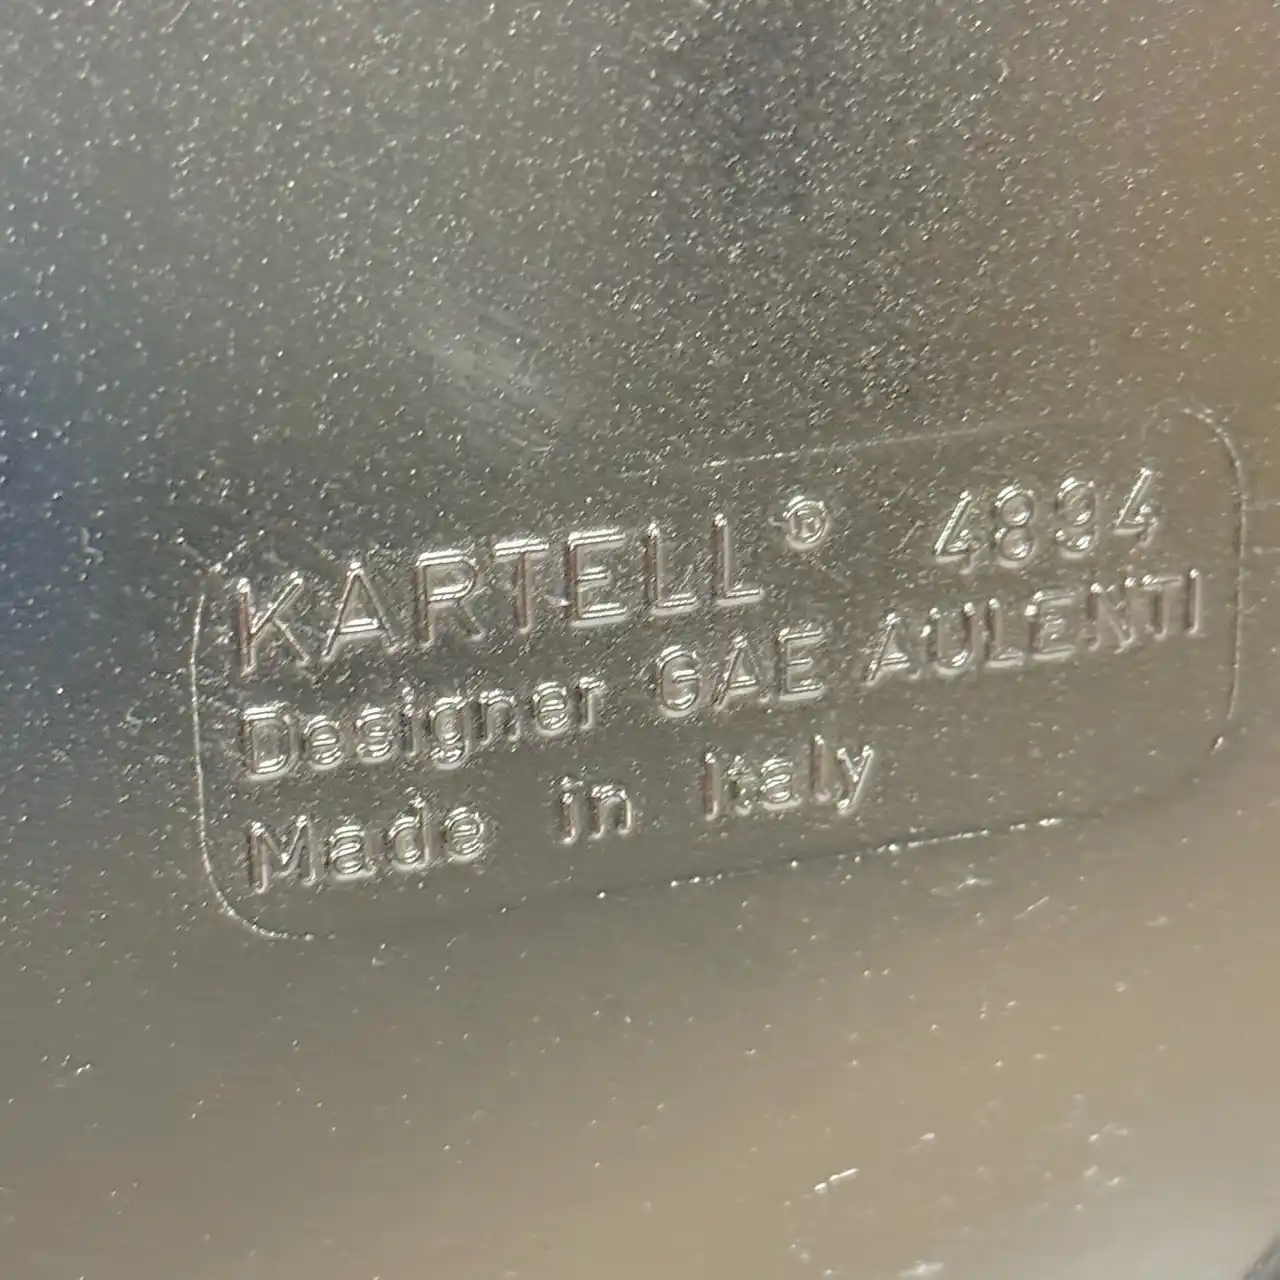 KARTELL® 4894
Designer GAE AULENTI
Made in Italy